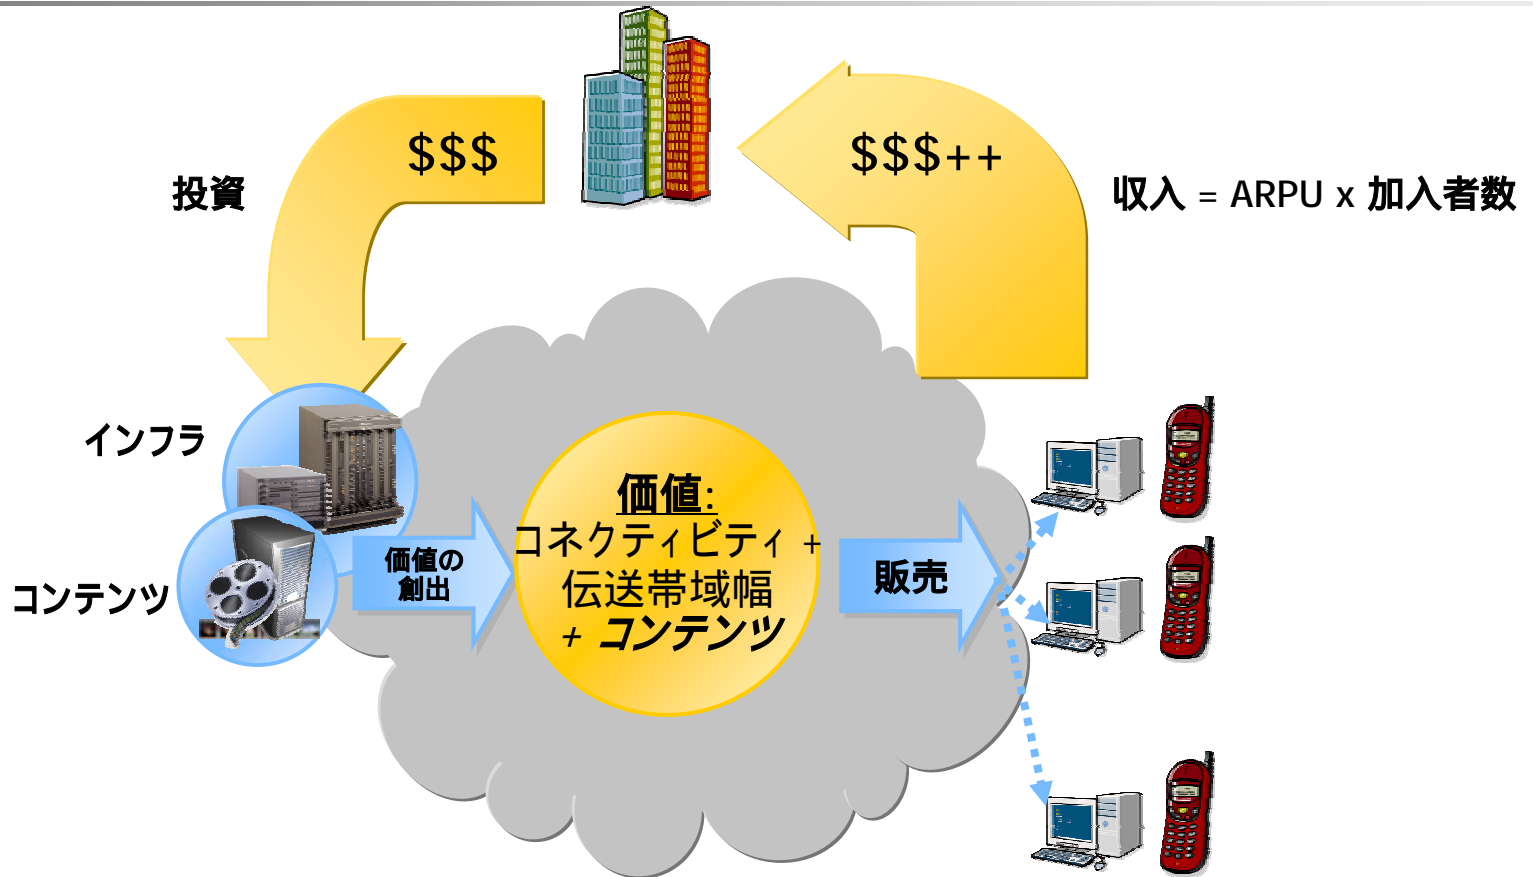 $$$
$$$++
投資
収入 = ARPU x 加入者数
インフラ
コンテンツ
価値の
創出
価値:
コネクティビティ +
伝送帯域幅
+ コンテンツ
販売